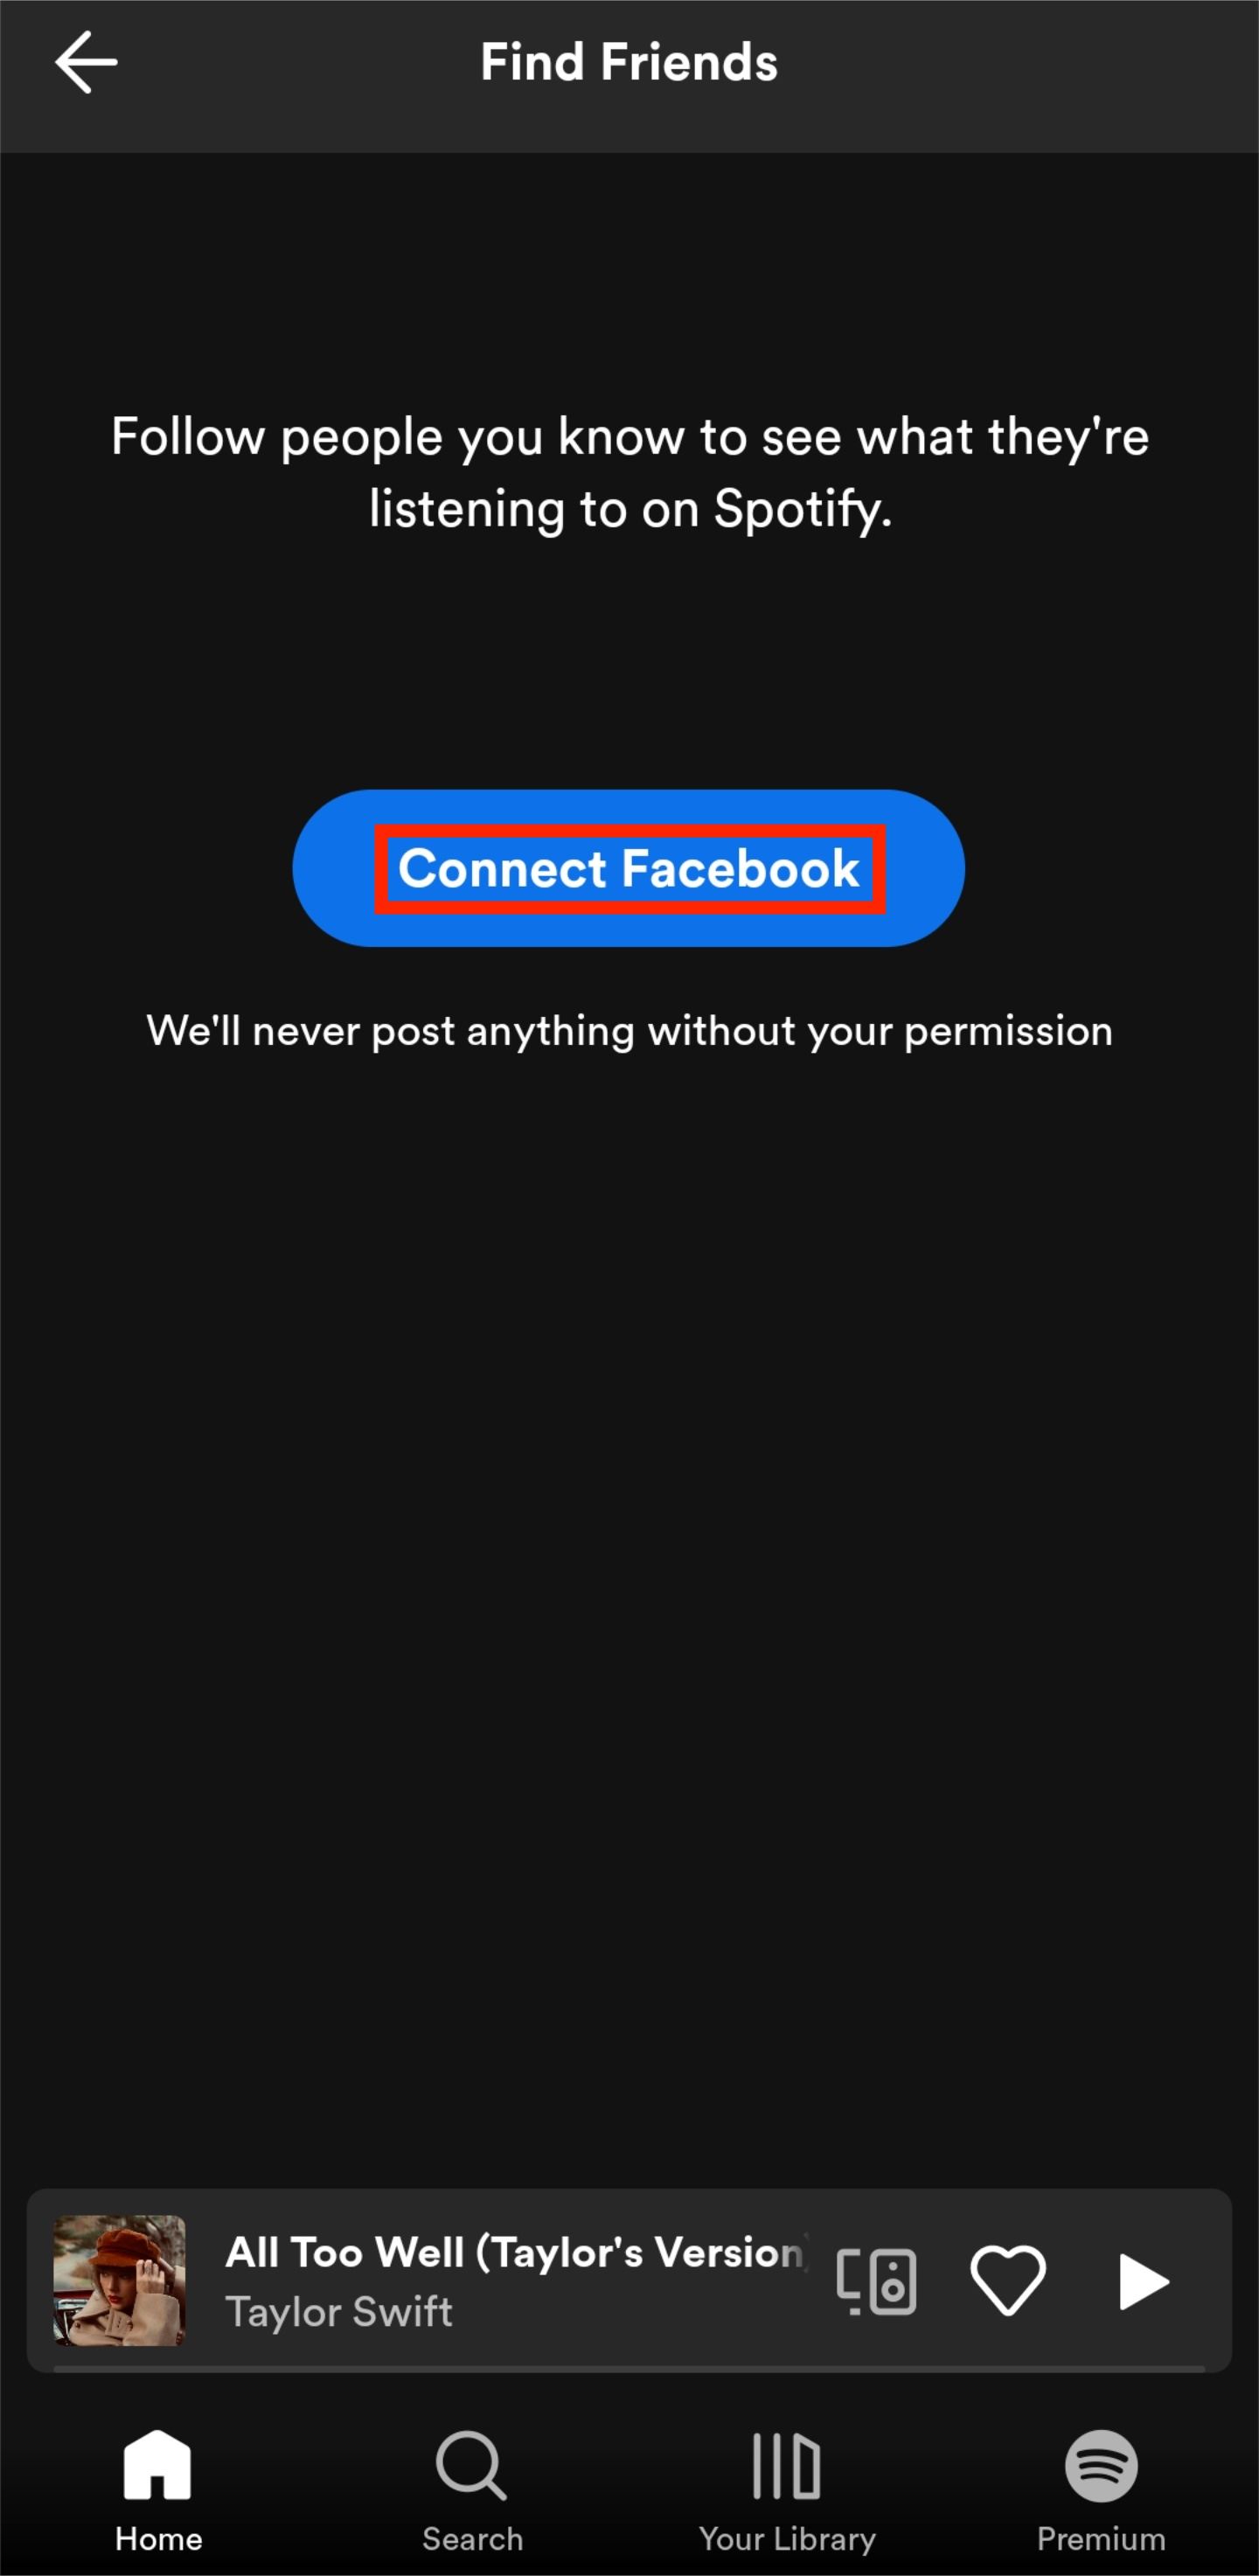 Find Friends
Follow people you know to see what they're
listening to on Spotify.
Connect Facebook
We'll never post anything without your permission
All Too Well (Taylor's Version)
Taylor Swift
Home
Search
Your Library
Premium